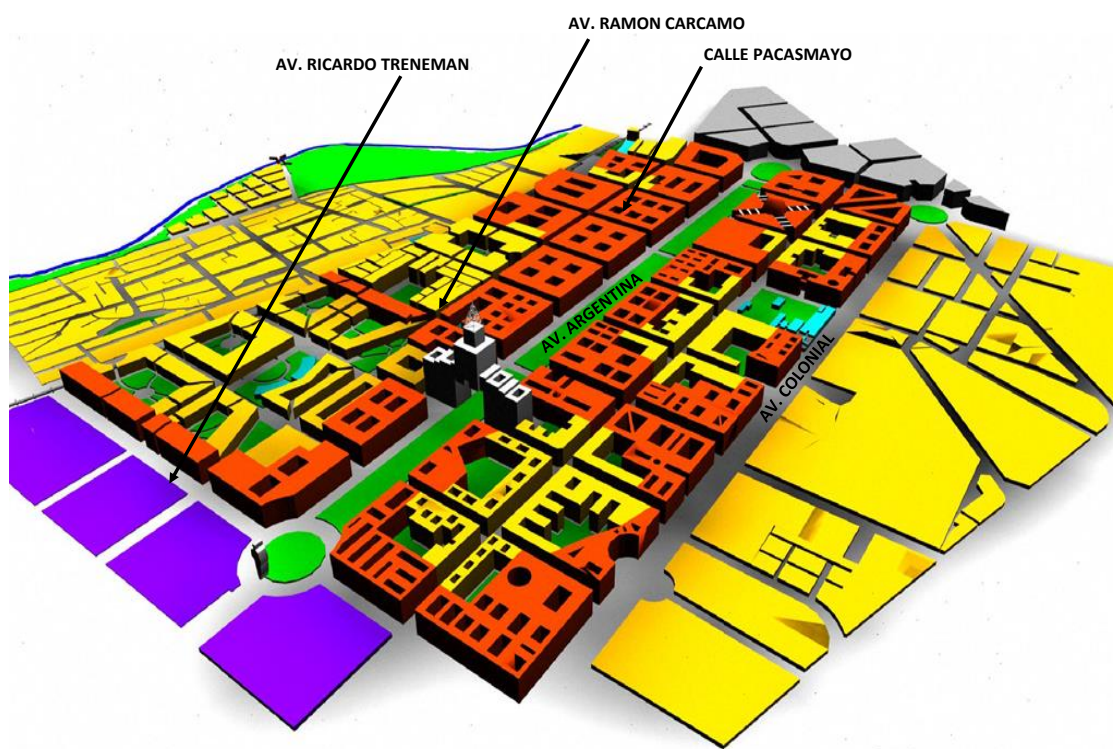 AV. RAMON CARCAMO
CALLE PACASMAYO
AV. RICARDO TRENEMAN
AV. ARGENTINA
AV. COLONIAL